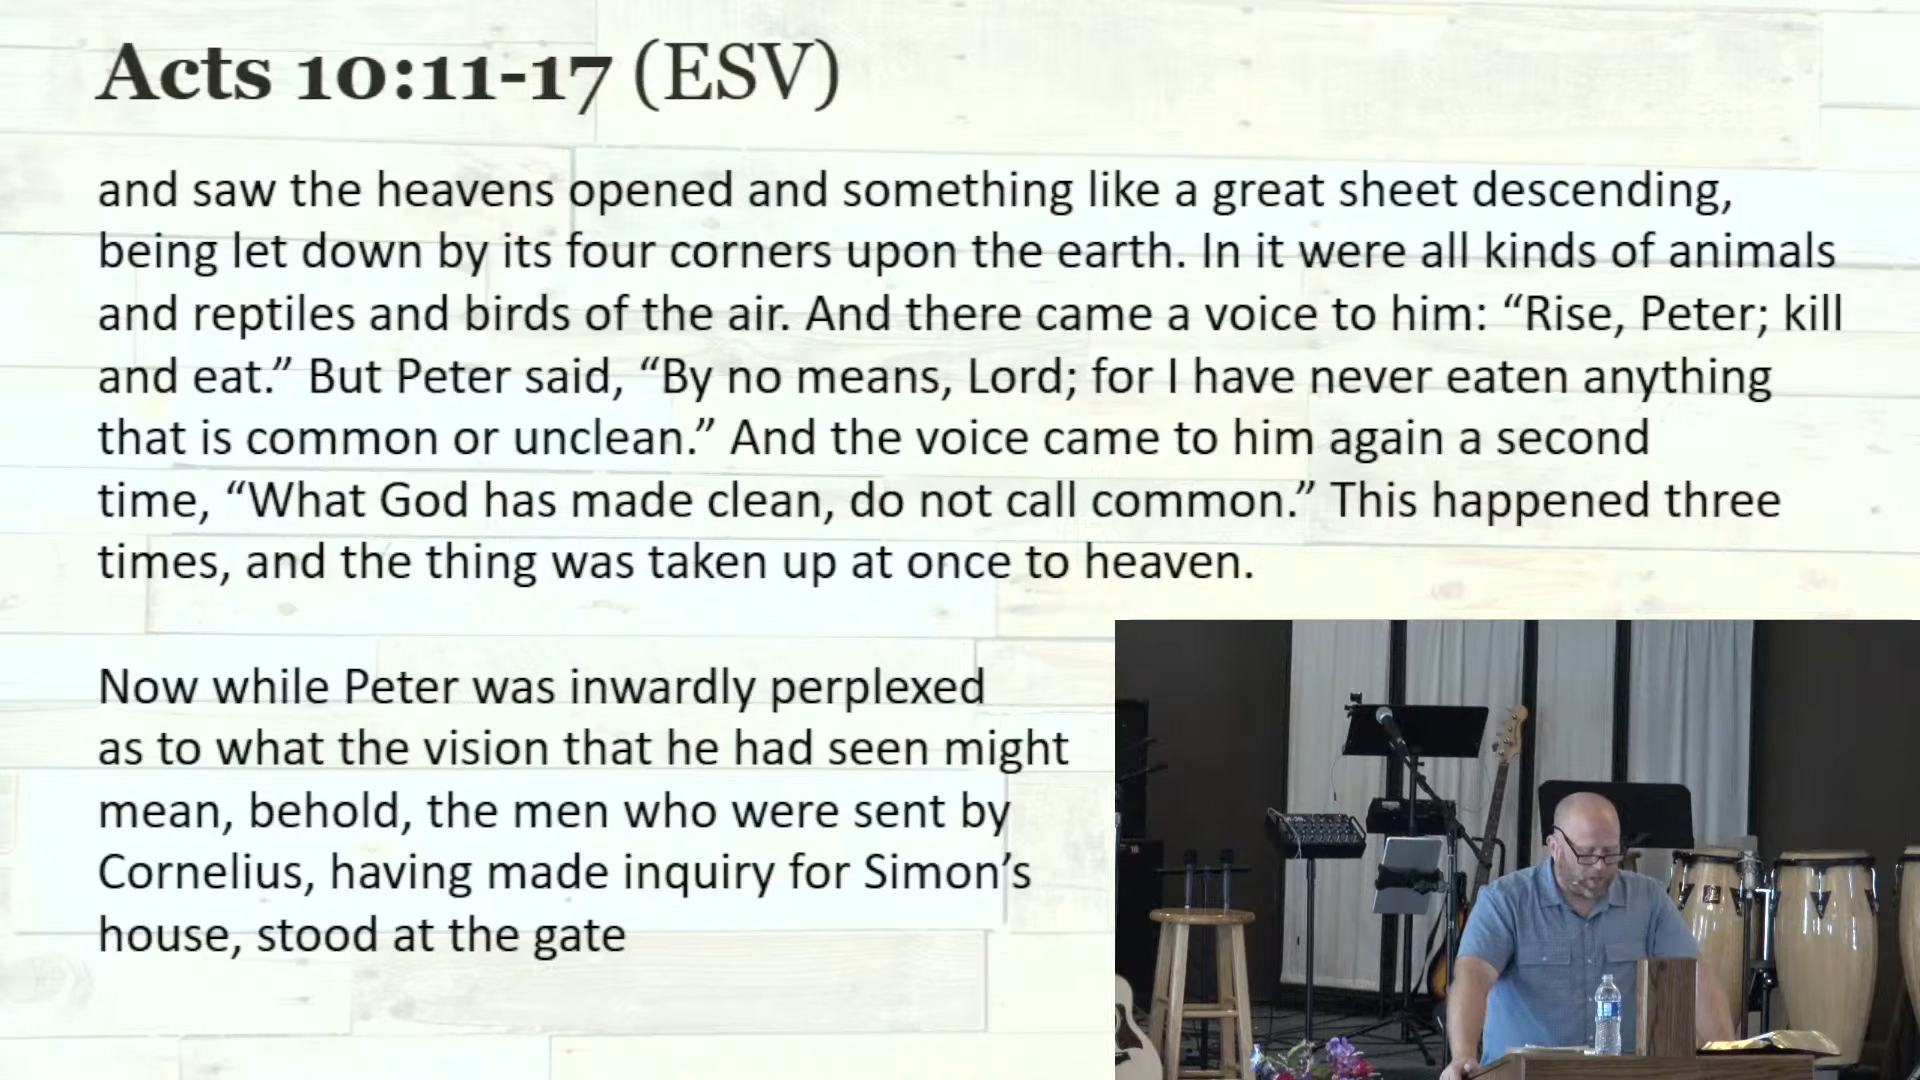 Acts 10:11-17 (ESV)
and saw the heavens opened and something like a great sheet descending,
being let down by its four corners upon the earth. In it were all kinds of animals
and reptiles and birds of the air. And there came a voice to him: “Rise, Peter; kill
and eat.” But Peter said, “By no means, Lord; for I have never eaten anything
that is common or unclean.” And the voice came to him again a second
time, “What God has made clean, do not call common.” This happened three
times, and the thing was taken up at once to heaven.
Now while Peter was inwardly perplexed
as to what the vision that he had seen might
mean, behold, the men who were sent by
Cornelius, having made inquiry for Simon’s
house, stood at the gate